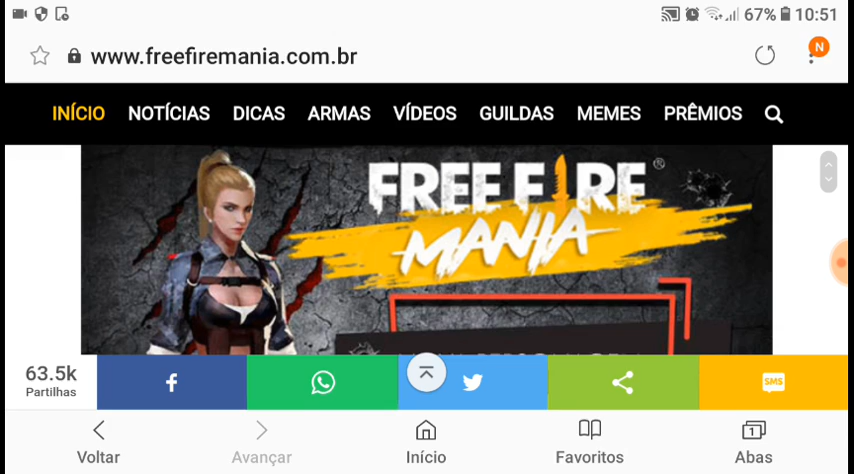 67% 10:51
www.freefiremania.com.br
N
INÍCIO NOTÍCIAS DICAS ARMAS VÍDEOS GUILDAS MEMES PRÊMIOS
FREE FIRE®
MANIA
63.5k
Partilhas
SMS
Voltar Avançar Início Favoritos 1 Abas